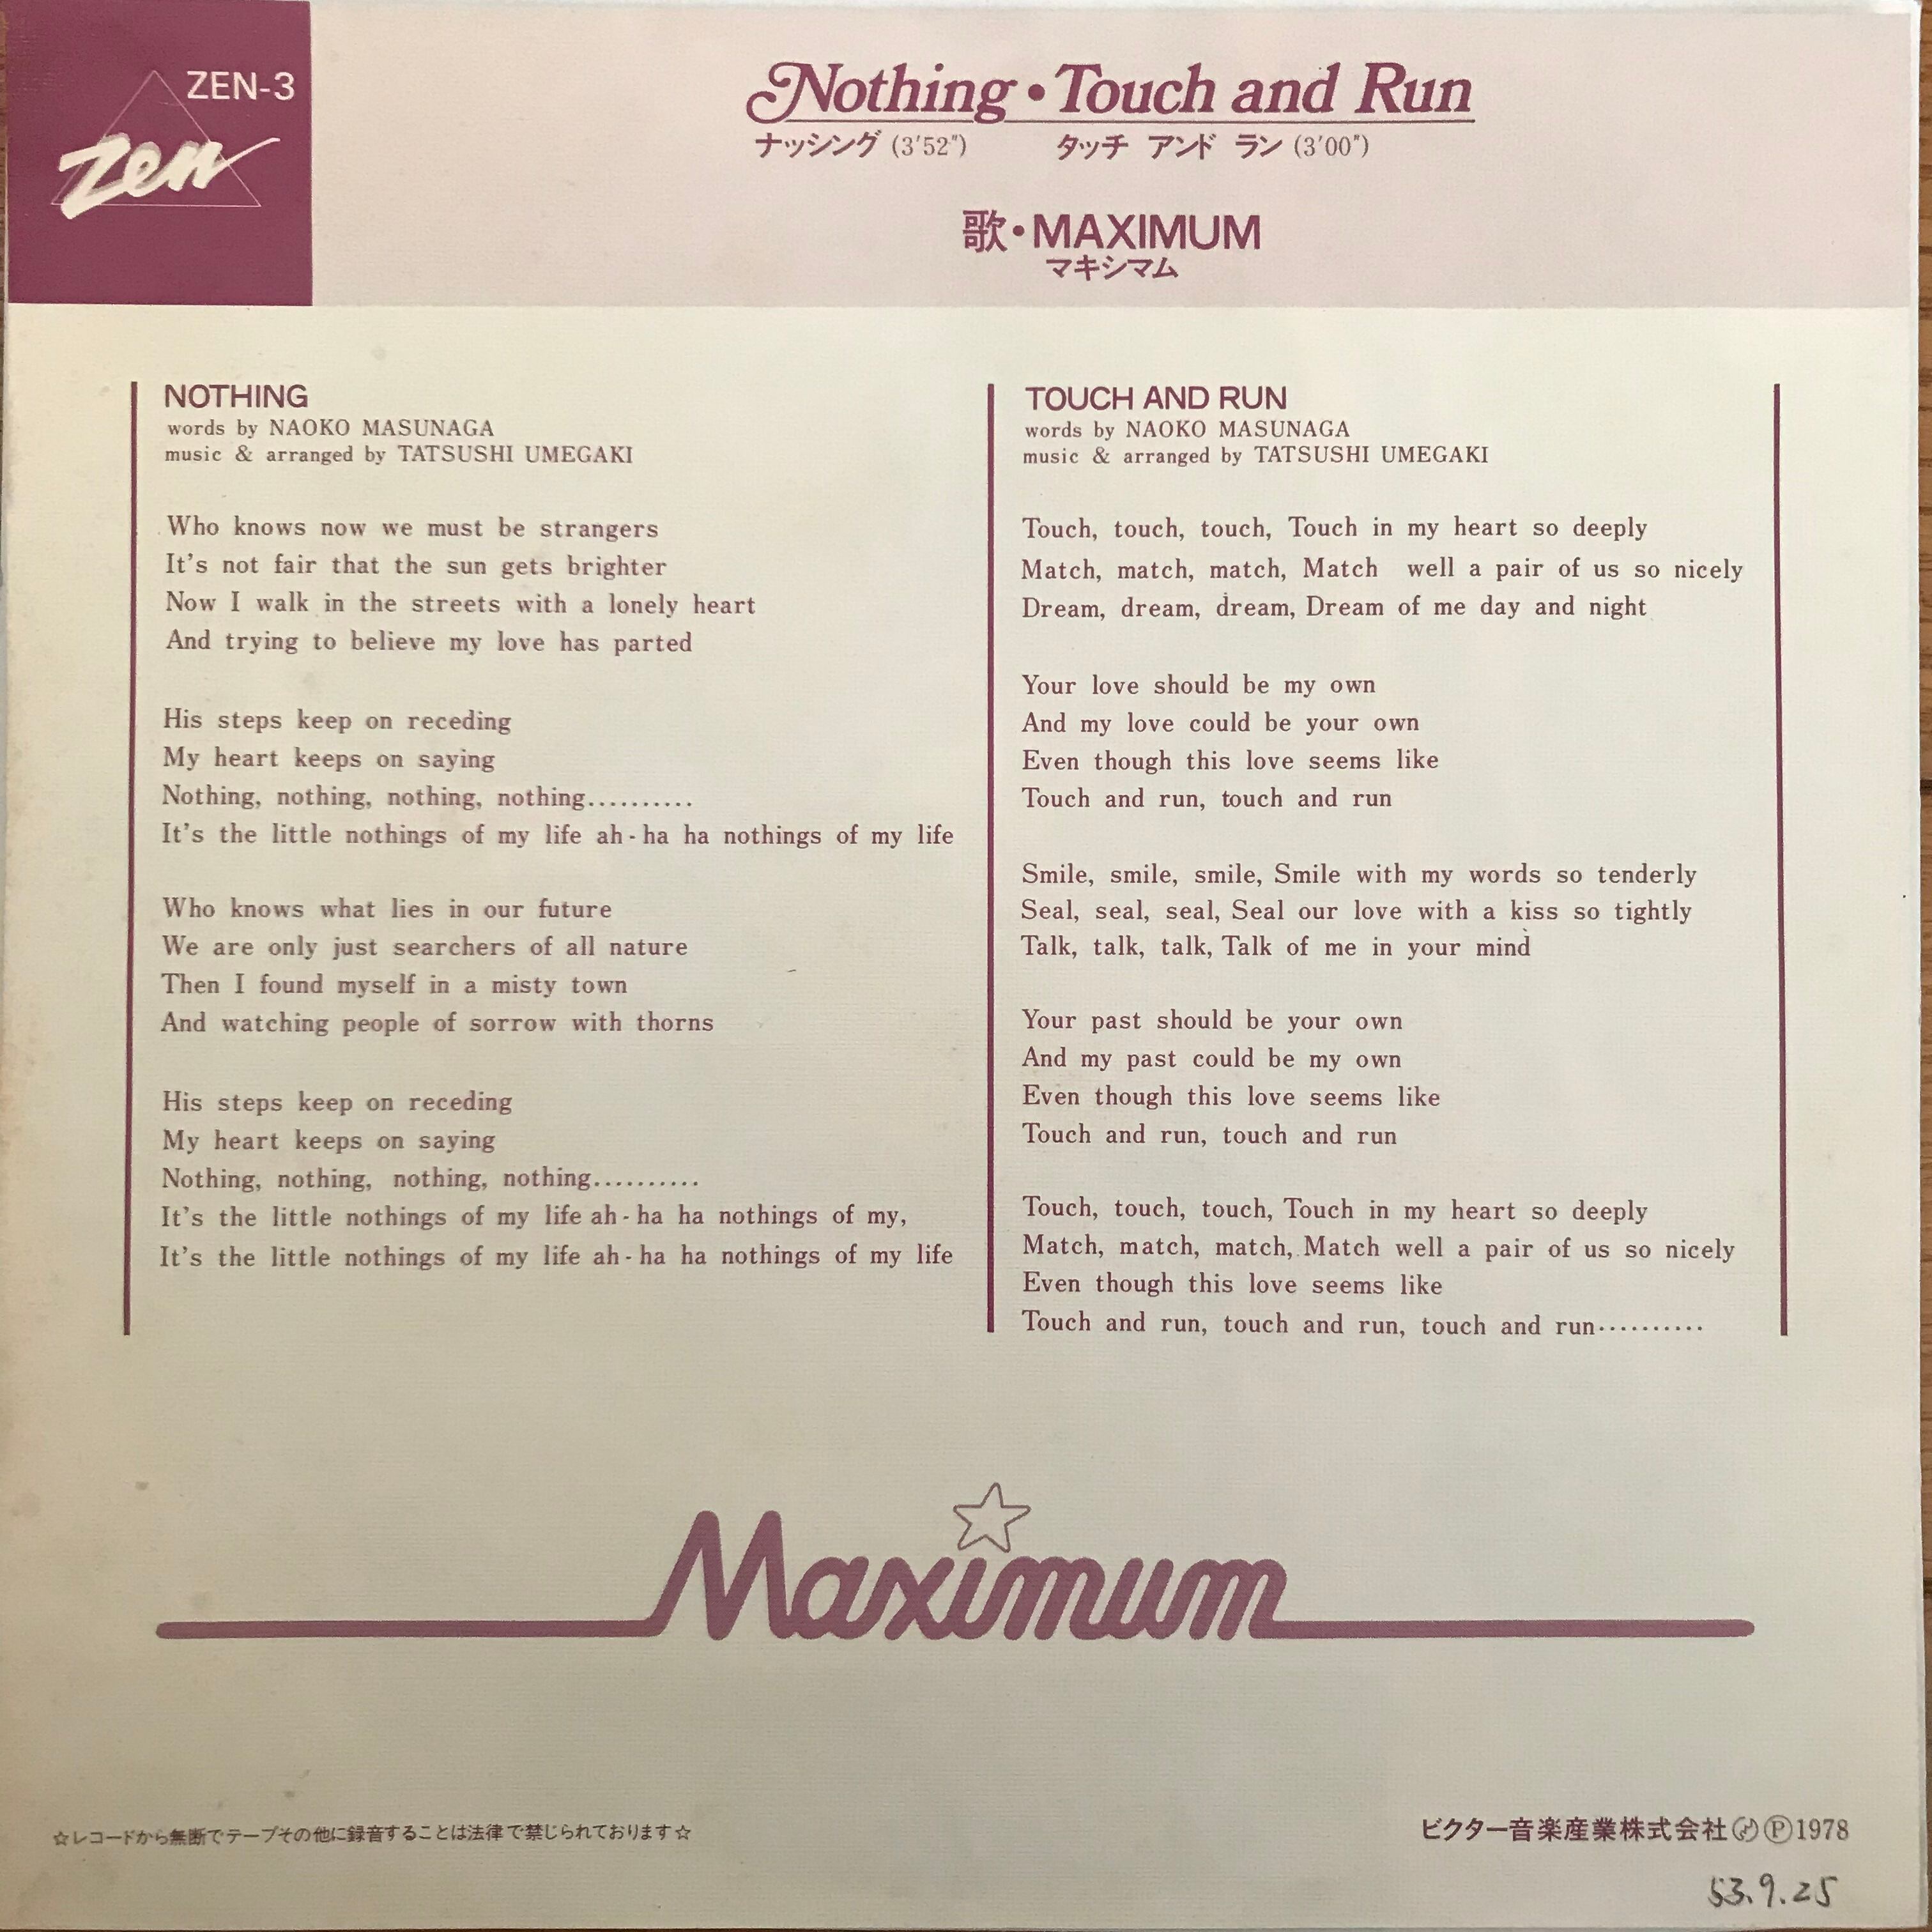 ZEN-3
Zen
Nothing•Touch and Run
ナッシング (3'52") タッチ アンド ラン (3'00")
歌•MAXIMUM
マキシマム
NOTHING
words by NAOKO MASUNAGA
music & arranged by TATSUSHI UMEGAKI
Who knows now we must be strangers
It's not fair that the sun gets brighter
Now I walk in the streets with a lonely heart
And trying to believe my love has parted
His steps keep on receding
My heart keeps on saying
Nothing, nothing, nothing, nothing..........
It's the little nothings of my life ah-ha ha nothings of my life
Who knows what lies in our future
We are only just searchers of all nature
Then I found myself in a misty town
And watching people of sorrow with thorns
His steps keep on receding
My heart keeps on saying
Nothing, nothing, nothing, nothing..........
It's the little nothings of my life ah-ha ha nothings of my,
It's the little nothings of my life ah-ha ha nothings of my life
TOUCH AND RUN
words by NAOKO MASUNAGA
music & arranged by TATSUSHI UMEGAKI
Touch, touch, touch, Touch in my heart so deeply
Match, match, match, Match well a pair of us so nicely
Dream, dream, dream, Dream of me day and night
Your love should be my own
And my love could be your own
Even though this love seems like
Touch and run, touch and run
Smile, smile, smile, Smile with my words so tenderly
Seal, seal, seal, Seal our love with a kiss so tightly
Talk, talk, talk, Talk of me in your mind
Your past should be your own
And my past could be my own
Even though this love seems like
Touch and run, touch and run
Touch, touch, touch, Touch in my heart so deeply
Match, match, match, Match well a pair of us so nicely
Even though this love seems like
Touch and run, touch and run, touch and run··········
Maximum
☆レコードから無断でテープその他に録音することは法律で禁じられております☆
ビクター音楽産業株式会社 Ⓟ1978
53.9.25